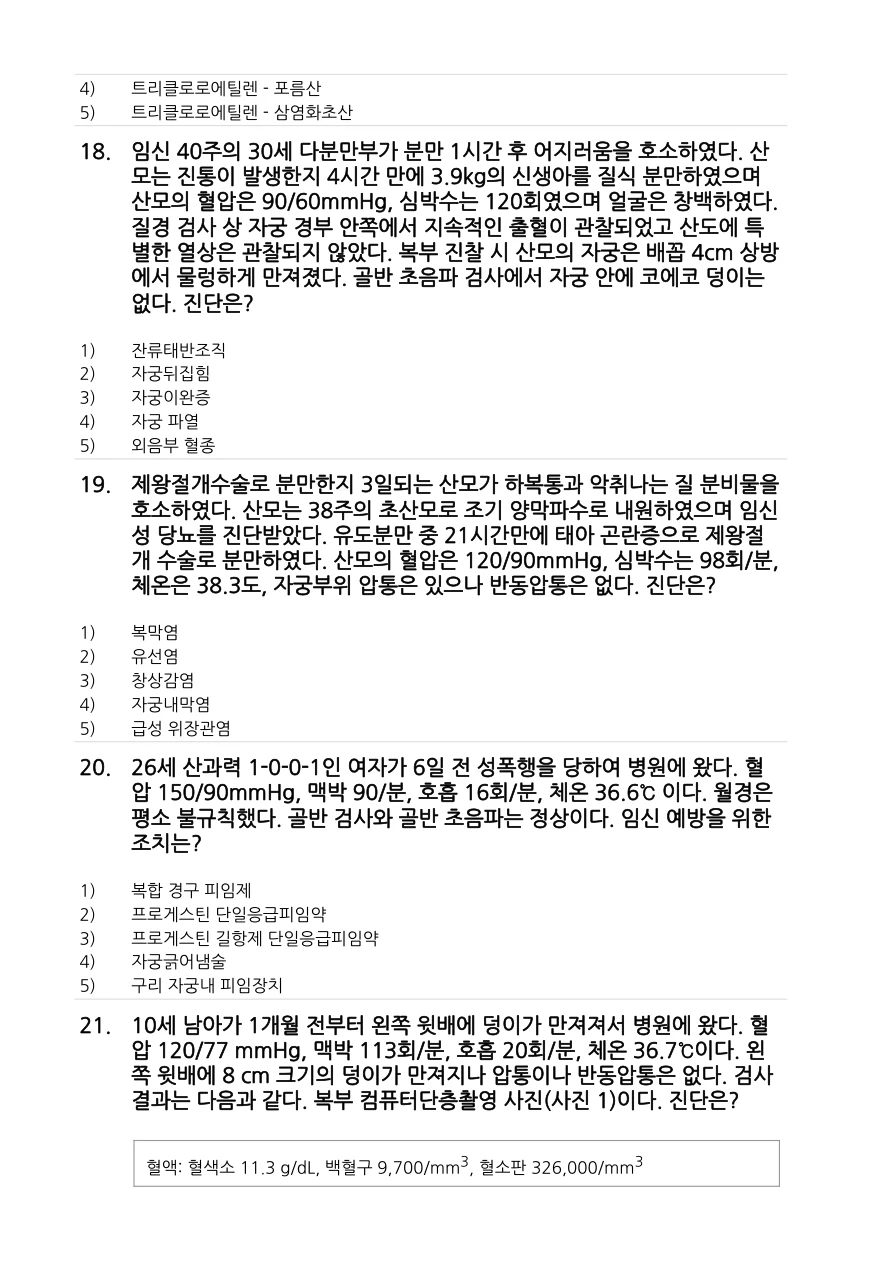 4) 트리클로로에틸렌 - 포름산
5) 트리클로로에틸렌 - 삼염화초산
18. 임신 40주의 30세 다분만부가 분만 1시간 후 어지러움을 호소하였다. 산
모는 진통이 발생한지 4시간 만에 3.9kg의 신생아를 질식 분만하였으며
산모의 혈압은 90/60mmHg, 심박수는 120회였으며 얼굴은 창백하였다.
질경 검사 상 자궁 경부 안쪽에서 지속적인 출혈이 관찰되었고 산도에 특
별한 열상은 관찰되지 않았다. 복부 진찰 시 산모의 자궁은 배꼽 4cm 상방
에서 물렁하게 만져졌다. 골반 초음파 검사에서 자궁 안에 코에코 덩이는
없다. 진단은?
1) 잔류태반조직
2) 자궁뒤집힘
3) 자궁이완증
4) 자궁 파열
5) 외음부 혈종
19. 제왕절개수술로 분만한지 3일되는 산모가 하복통과 악취나는 질 분비물을
호소하였다. 산모는 38주의 초산모로 조기 양막파수로 내원하였으며 임신
성 당뇨를 진단받았다. 유도분만 중 21시간만에 태아 곤란증으로 제왕절
개 수술로 분만하였다. 산모의 혈압은 120/90mmHg, 심박수는 98회/분,
체온은 38.3도, 자궁부위 압통은 있으나 반동압통은 없다. 진단은?
1) 복막염
2) 유선염
3) 창상감염
4) 자궁내막염
5) 급성 위장관염
20. 26세 산과력 1-0-0-1인 여자가 6일 전 성폭행을 당하여 병원에 왔다. 혈
압 150/90mmHg, 맥박 90/분, 호흡 16회/분, 체온 36.6℃ 이다. 월경은
평소 불규칙했다. 골반 검사와 골반 초음파는 정상이다. 임신 예방을 위한
조치는?
1) 복합 경구 피임제
2) 프로게스틴 단일응급피임약
3) 프로게스틴 길항제 단일응급피임약
4) 자궁긁어냄술
5) 구리 자궁내 피임장치
21. 10세 남아가 1개월 전부터 왼쪽 윗배에 덩이가 만져져서 병원에 왔다. 혈
압 120/77 mmHg, 맥박 113회/분, 호흡 20회/분, 체온 36.7℃이다. 왼
쪽 윗배에 8 cm 크기의 덩이가 만져지나 압통이나 반동압통은 없다. 검사
결과는 다음과 같다. 복부 컴퓨터단층촬영 사진(사진 1)이다. 진단은?
혈액: 혈색소 11.3 g/dL, 백혈구 9,700/mm³, 혈소판 326,000/mm³